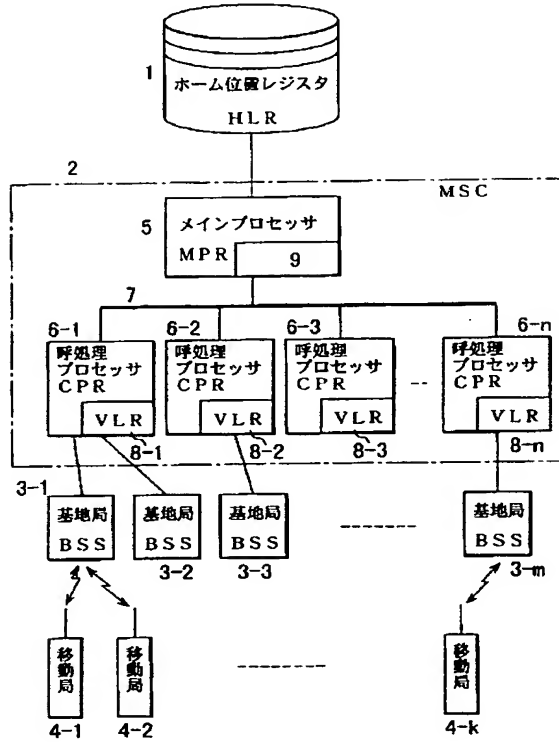 1
ホーム位置レジスタ
HLR
2
MSC
5
メインプロセッサ
MPR
9
7
6-1
6-2
6-3
6-n
呼処理
プロセッサ
CPR
VLR
呼処理
プロセッサ
CPR
VLR
呼処理
プロセッサ
CPR
VLR
呼処理
プロセッサ
CPR
VLR
8-1
8-2
8-3
8-n
3-1
基地局
BSS
基地局
BSS
基地局
BSS
基地局
BSS
3-2
3-3
3-m
移動局
移動局
移動局
4-1
4-2
4-k